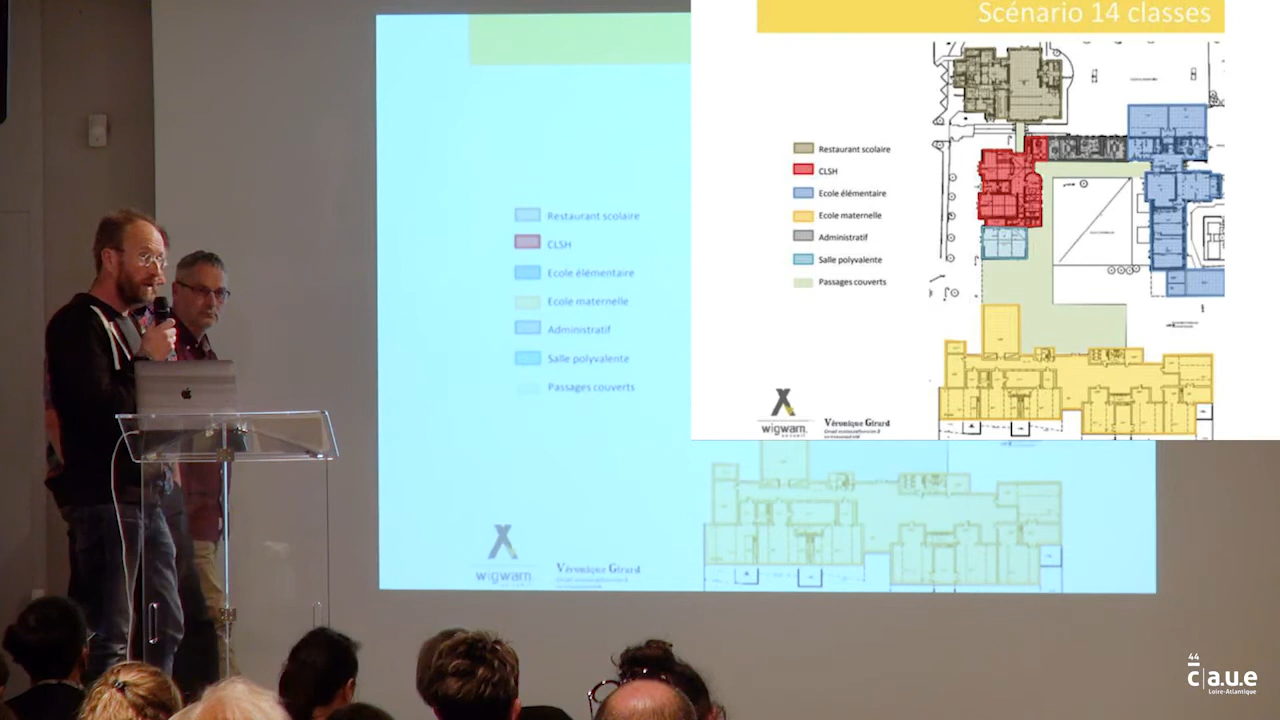 Scénario 14 classes
Restaurant scolaire
CLSH
Ecole élémentaire
Ecole maternelle
Administratif
Salle polyvalente
Passages couverts
wigwam
Véronique Girard
Restaurant scolaire
CLSH
Ecole élémentaire
Ecole maternelle
Administratif
Salle polyvalente
Passages couverts
wigwam
Véronique Girard
44
c|a.u.e
Loire-Atlantique